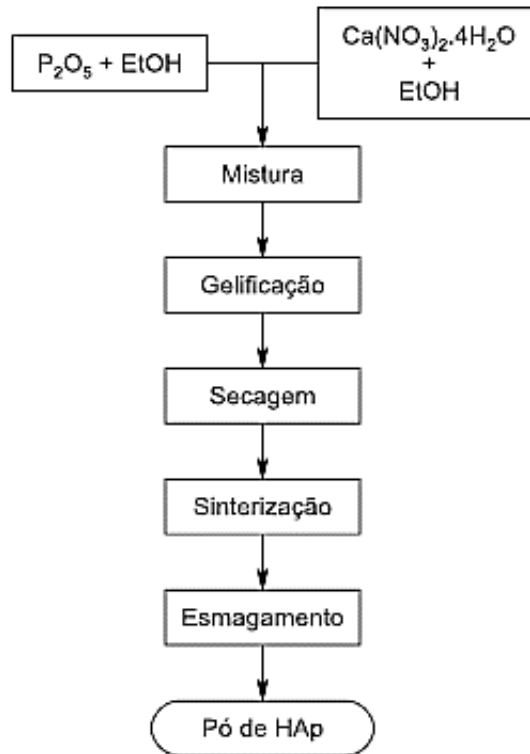 P₂O₅ + EtOH
Ca(NO₃)₂.4H₂O
+
EtOH
Mistura
Gelificação
Secagem
Sinterização
Esmagamento
Pó de HAp